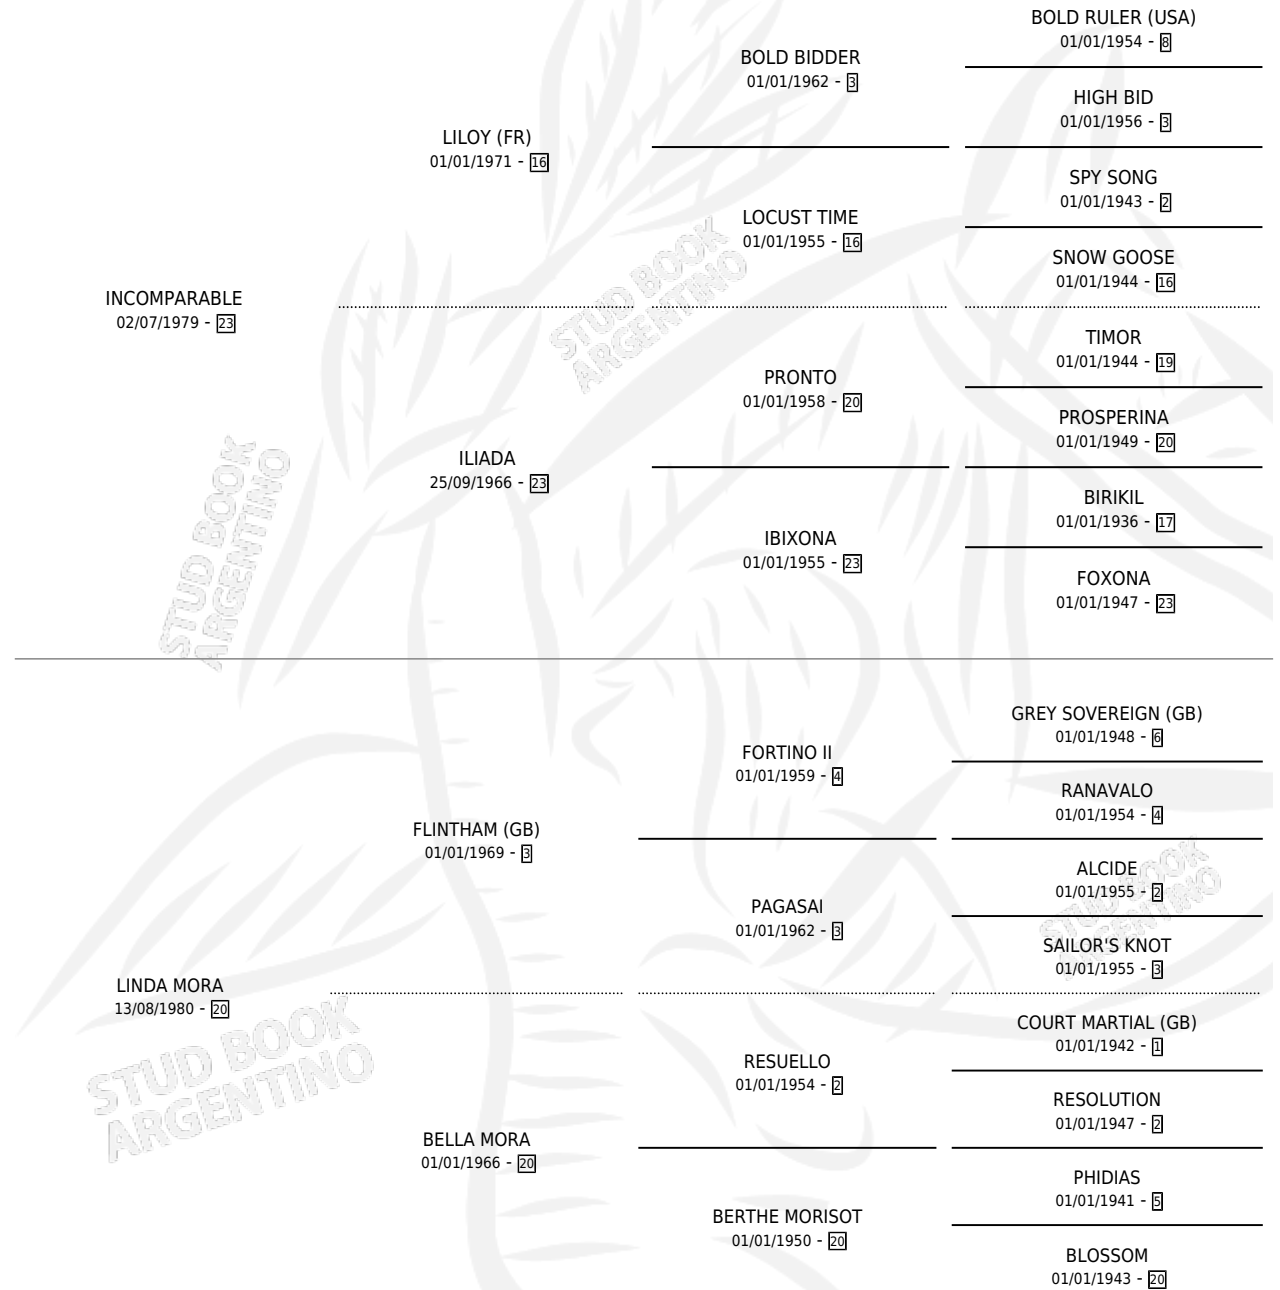 BOLD RULER (USA)
01/01/1954 - 8
BOLD BIDDER
01/01/1962 - 3
HIGH BID
01/01/1956 - 3
LILOY (FR)
01/01/1971 - 16
SPY SONG
01/01/1943 - 2
LOCUST TIME
01/01/1955 - 16
SNOW GOOSE
01/01/1944 - 16
INCOMPARABLE
02/07/1979 - 23
TIMOR
01/01/1944 - 19
PRONTO
01/01/1958 - 20
PROSPERINA
01/01/1949 - 20
ILIADA
25/09/1966 - 23
BIRIKIL
01/01/1936 - 17
IBIXONA
01/01/1955 - 23
FOXONA
01/01/1947 - 23
GREY SOVEREIGN (GB)
01/01/1948 - 6
FORTINO II
01/01/1959 - 4
RANAVALO
01/01/1954 - 4
FLINTHAM (GB)
01/01/1969 - 3
ALCIDE
01/01/1955 - 2
PAGASAI
01/01/1962 - 3
SAILOR'S KNOT
01/01/1955 - 3
LINDA MORA
13/08/1980 - 20
COURT MARTIAL (GB)
01/01/1942 - 1
RESUELLO
01/01/1954 - 2
RESOLUTION
01/01/1947 - 2
BELLA MORA
01/01/1966 - 20
PHIDIAS
01/01/1941 - 5
BERTHE MORISOT
01/01/1950 - 20
BLOSSOM
01/01/1943 - 20
STUD BOOK
ARGENTINO
STUD BOOK
ARGENTINO
STUD BOOK
ARGENTINO
STUD BOOK
ARGENTINO